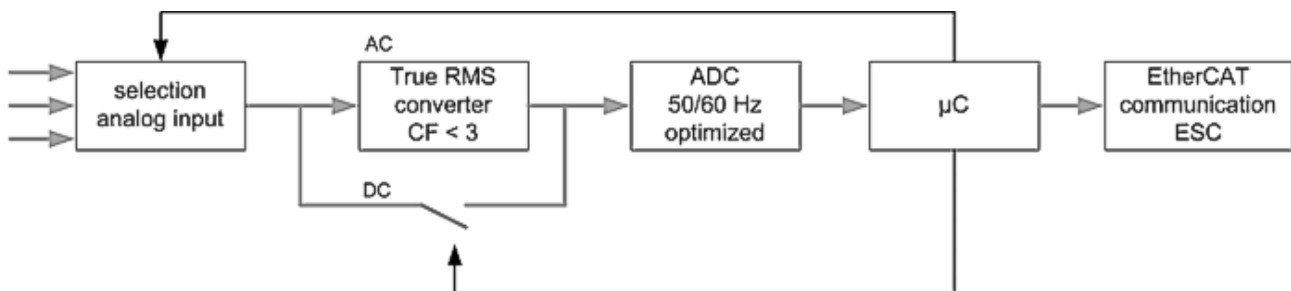 AC
selection
analog input
True RMS
converter
CF < 3
ADC
50/60 Hz
optimized
µC
EtherCAT
communication
ESC
DC